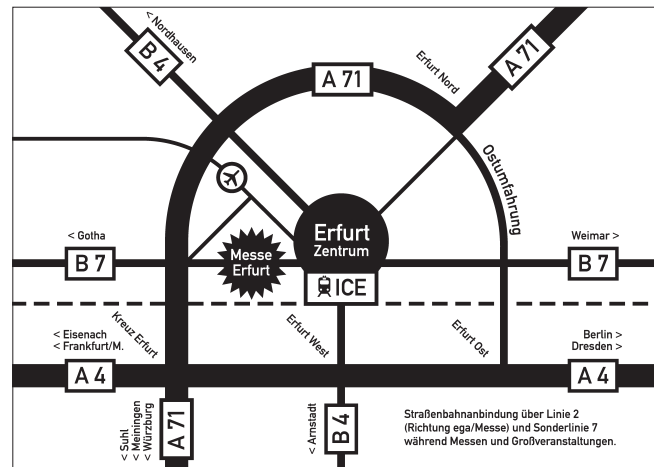 < Nordhausen
B 4
A 71
Erfurt Nord
A 71
Ostumfahrung
Erfurt
Zentrum
< Gotha
B 7
Messe
Erfurt
Weimar >
B 7
ICE
< Eisenach
< Frankfurt/M.
A 4
Kreuz Erfurt
Erfurt West
Erfurt Ost
Berlin >
Dresden >
A 4
< Suhl
< Meiningen
< Würzburg
A 71
< Arnstadt
B 4
Straßenbahnanbindung über Linie 2
(Richtung ega/Messe) und Sonderlinie 7
während Messen und Großveranstaltungen.